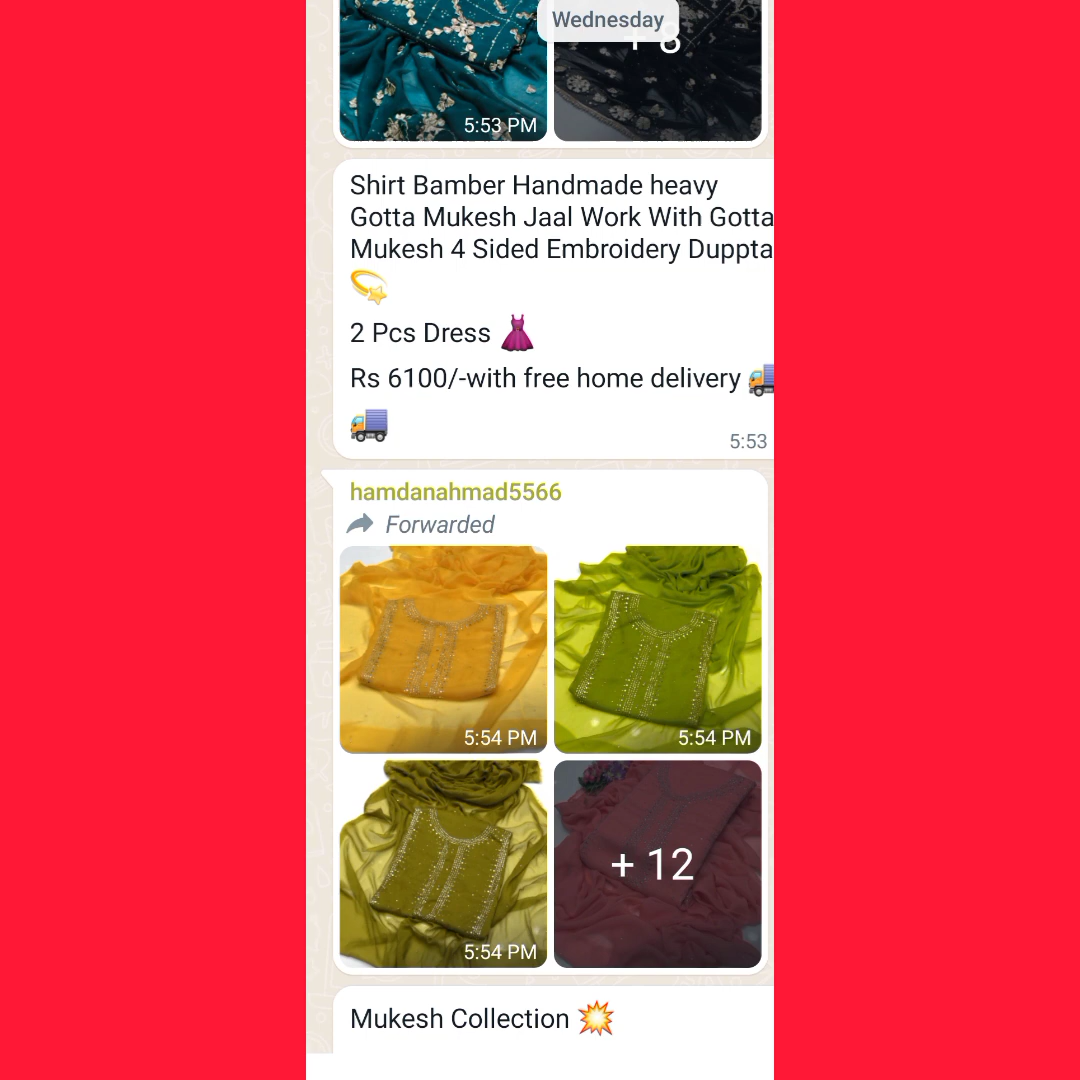 Wednesday
+ 8
5:53 PM
Shirt Bamber Handmade heavy
Gotta Mukesh Jaal Work With Gotta
Mukesh 4 Sided Embroidery Duppta
💫
2 Pcs Dress 👗
Rs 6100/-with free home delivery 🚚
🚚
5:53
hamdanahmad5566
Forwarded
5:54 PM
5:54 PM
5:54 PM
+ 12
Mukesh Collection 💥